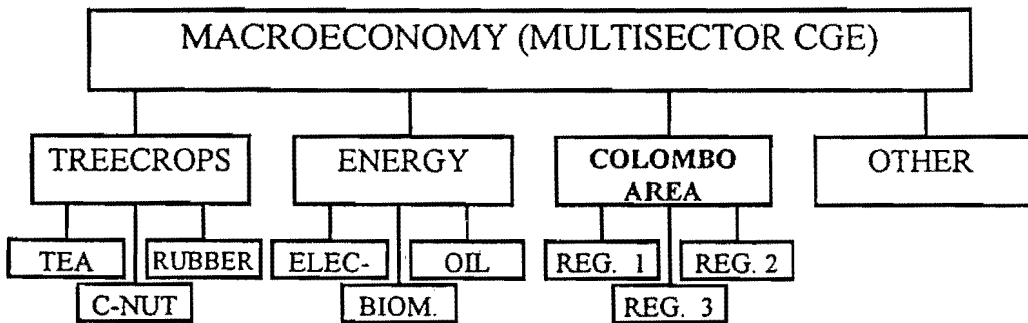 MACROECONOMY (MULTISECTOR CGE)
TREECROPS
ENERGY
COLOMBO
AREA
OTHER
TEA
RUBBER
C-NUT
ELEC-
OIL
BIOM.
REG. 1
REG. 2
REG. 3